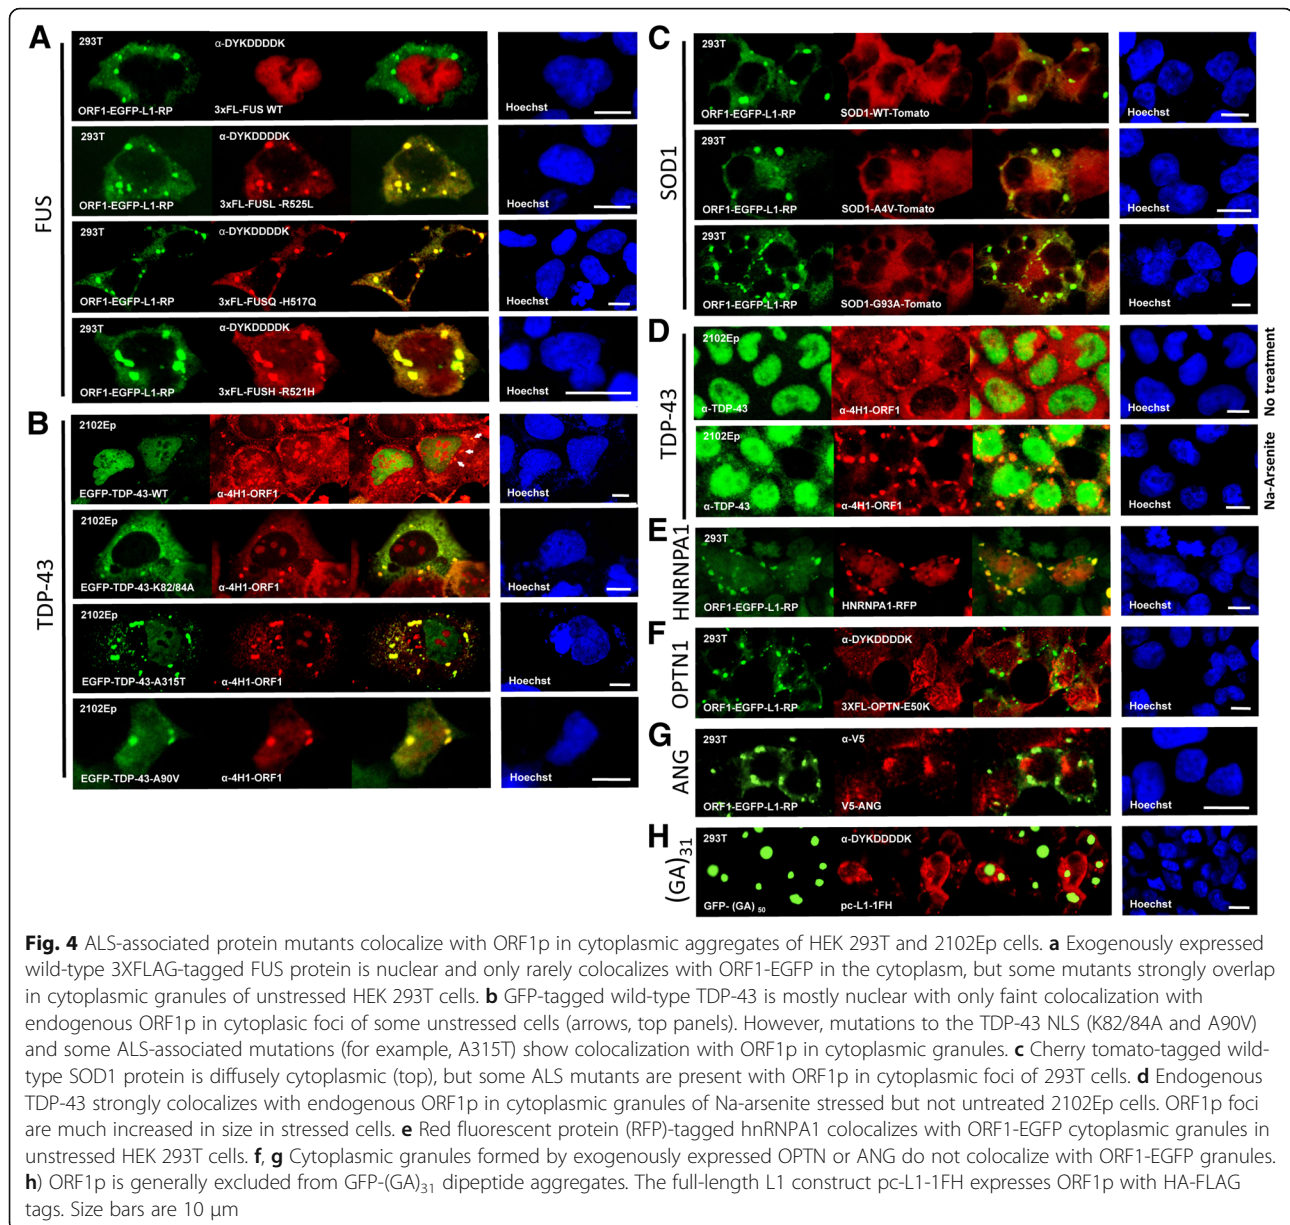 A
FUS
293T
α-DYKDDDDK
ORF1-EGFP-L1-RP
3xFL-FUS WT
Hoechst
293T
α-DYKDDDDK
ORF1-EGFP-L1-RP
3xFL-FUSL -R525L
Hoechst
293T
α-DYKDDDDK
ORF1-EGFP-L1-RP
3xFL-FUSQ -H517Q
Hoechst
293T
α-DYKDDDDK
ORF1-EGFP-L1-RP
3xFL-FUSH -R521H
Hoechst
B
TDP-43
2102Ep
EGFP-TDP-43-WT
α-4H1-ORF1
Hoechst
2102Ep
EGFP-TDP-43-K82/84A
α-4H1-ORF1
Hoechst
2102Ep
EGFP-TDP-43-A315T
α-4H1-ORF1
Hoechst
2102Ep
EGFP-TDP-43-A90V
α-4H1-ORF1
Hoechst
C
SOD1
293T
ORF1-EGFP-L1-RP
SOD1-WT-Tomato
Hoechst
293T
ORF1-EGFP-L1-RP
SOD1-A4V-Tomato
Hoechst
293T
ORF1-EGFP-L1-RP
SOD1-G93A-Tomato
Hoechst
D
TDP-43
2102Ep
α-TDP-43
α-4H1-ORF1
Hoechst
No treatment
2102Ep
α-TDP-43
α-4H1-ORF1
Hoechst
Na-Arsenite
E
HNRNPA1
293T
ORF1-EGFP-L1-RP
HNRNPA1-RFP
Hoechst
F
OPTN1
293T
α-DYKDDDDK
ORF1-EGFP-L1-RP
3XFL-OPTN-E50K
Hoechst
G
ANG
293T
α-V5
ORF1-EGFP-L1-RP
V5-ANG
Hoechst
H
(GA)31
293T
α-DYKDDDDK
GFP- (GA) 50
pc-L1-1FH
Hoechst
Fig. 4 ALS-associated protein mutants colocalize with ORF1p in cytoplasmic aggregates of HEK 293T and 2102Ep cells. a Exogenously expressed
wild-type 3XFLAG-tagged FUS protein is nuclear and only rarely colocalizes with ORF1-EGFP in the cytoplasm, but some mutants strongly overlap
in cytoplasmic granules of unstressed HEK 293T cells. b GFP-tagged wild-type TDP-43 is mostly nuclear with only faint colocalization with
endogenous ORF1p in cytoplasic foci of some unstressed cells (arrows, top panels). However, mutations to the TDP-43 NLS (K82/84A and A90V)
and some ALS-associated mutations (for example, A315T) show colocalization with ORF1p in cytoplasmic granules. c Cherry tomato-tagged wild-
type SOD1 protein is diffusely cytoplasmic (top), but some ALS mutants are present with ORF1p in cytoplasmic foci of 293T cells. d Endogenous
TDP-43 strongly colocalizes with endogenous ORF1p in cytoplasmic granules of Na-arsenite stressed but not untreated 2102Ep cells. ORF1p foci
are much increased in size in stressed cells. e Red fluorescent protein (RFP)-tagged hnRNPA1 colocalizes with ORF1-EGFP cytoplasmic granules in
unstressed HEK 293T cells. f, g Cytoplasmic granules formed by exogenously expressed OPTN or ANG do not colocalize with ORF1-EGFP granules.
h) ORF1p is generally excluded from GFP-(GA)31 dipeptide aggregates. The full-length L1 construct pc-L1-1FH expresses ORF1p with HA-FLAG
tags. Size bars are 10 μm